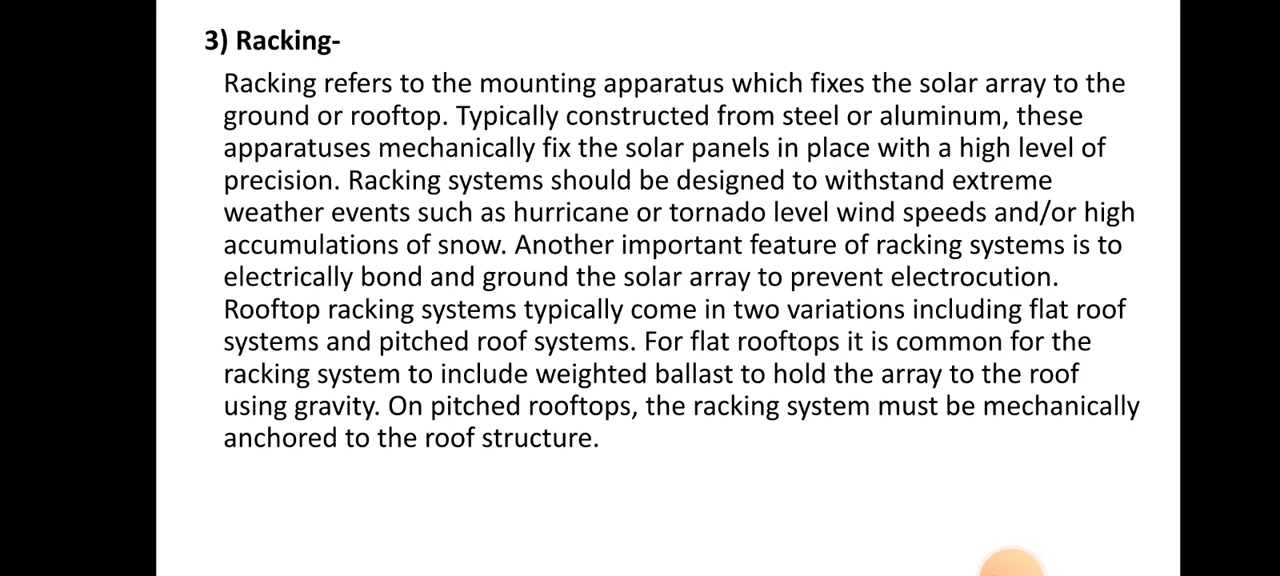 3) Racking-
Racking refers to the mounting apparatus which fixes the solar array to the
ground or rooftop. Typically constructed from steel or aluminum, these
apparatuses mechanically fix the solar panels in place with a high level of
precision. Racking systems should be designed to withstand extreme
weather events such as hurricane or tornado level wind speeds and/or high
accumulations of snow. Another important feature of racking systems is to
electrically bond and ground the solar array to prevent electrocution.
Rooftop racking systems typically come in two variations including flat roof
systems and pitched roof systems. For flat rooftops it is common for the
racking system to include weighted ballast to hold the array to the roof
using gravity. On pitched rooftops, the racking system must be mechanically
anchored to the roof structure.